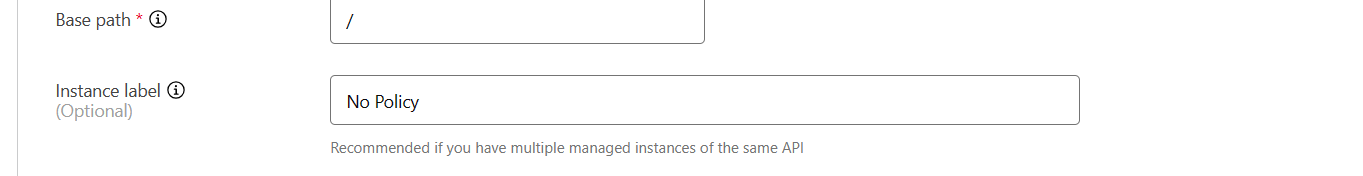 Base path *
/
Instance label
(Optional)
No Policy
Recommended if you have multiple managed instances of the same API